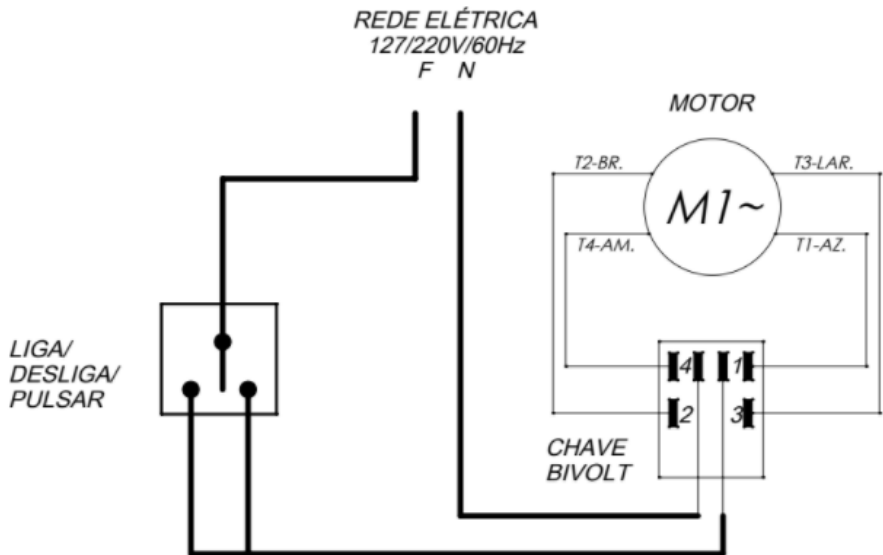 REDE ELÉTRICA
127/220V/60Hz
F N
MOTOR
T2-BR.
T3-LAR.
M1~
T4-AM.
T1-AZ.
LIGA/
DESLIGA/
PULSAR
4 1
2 3
CHAVE
BIVOLT